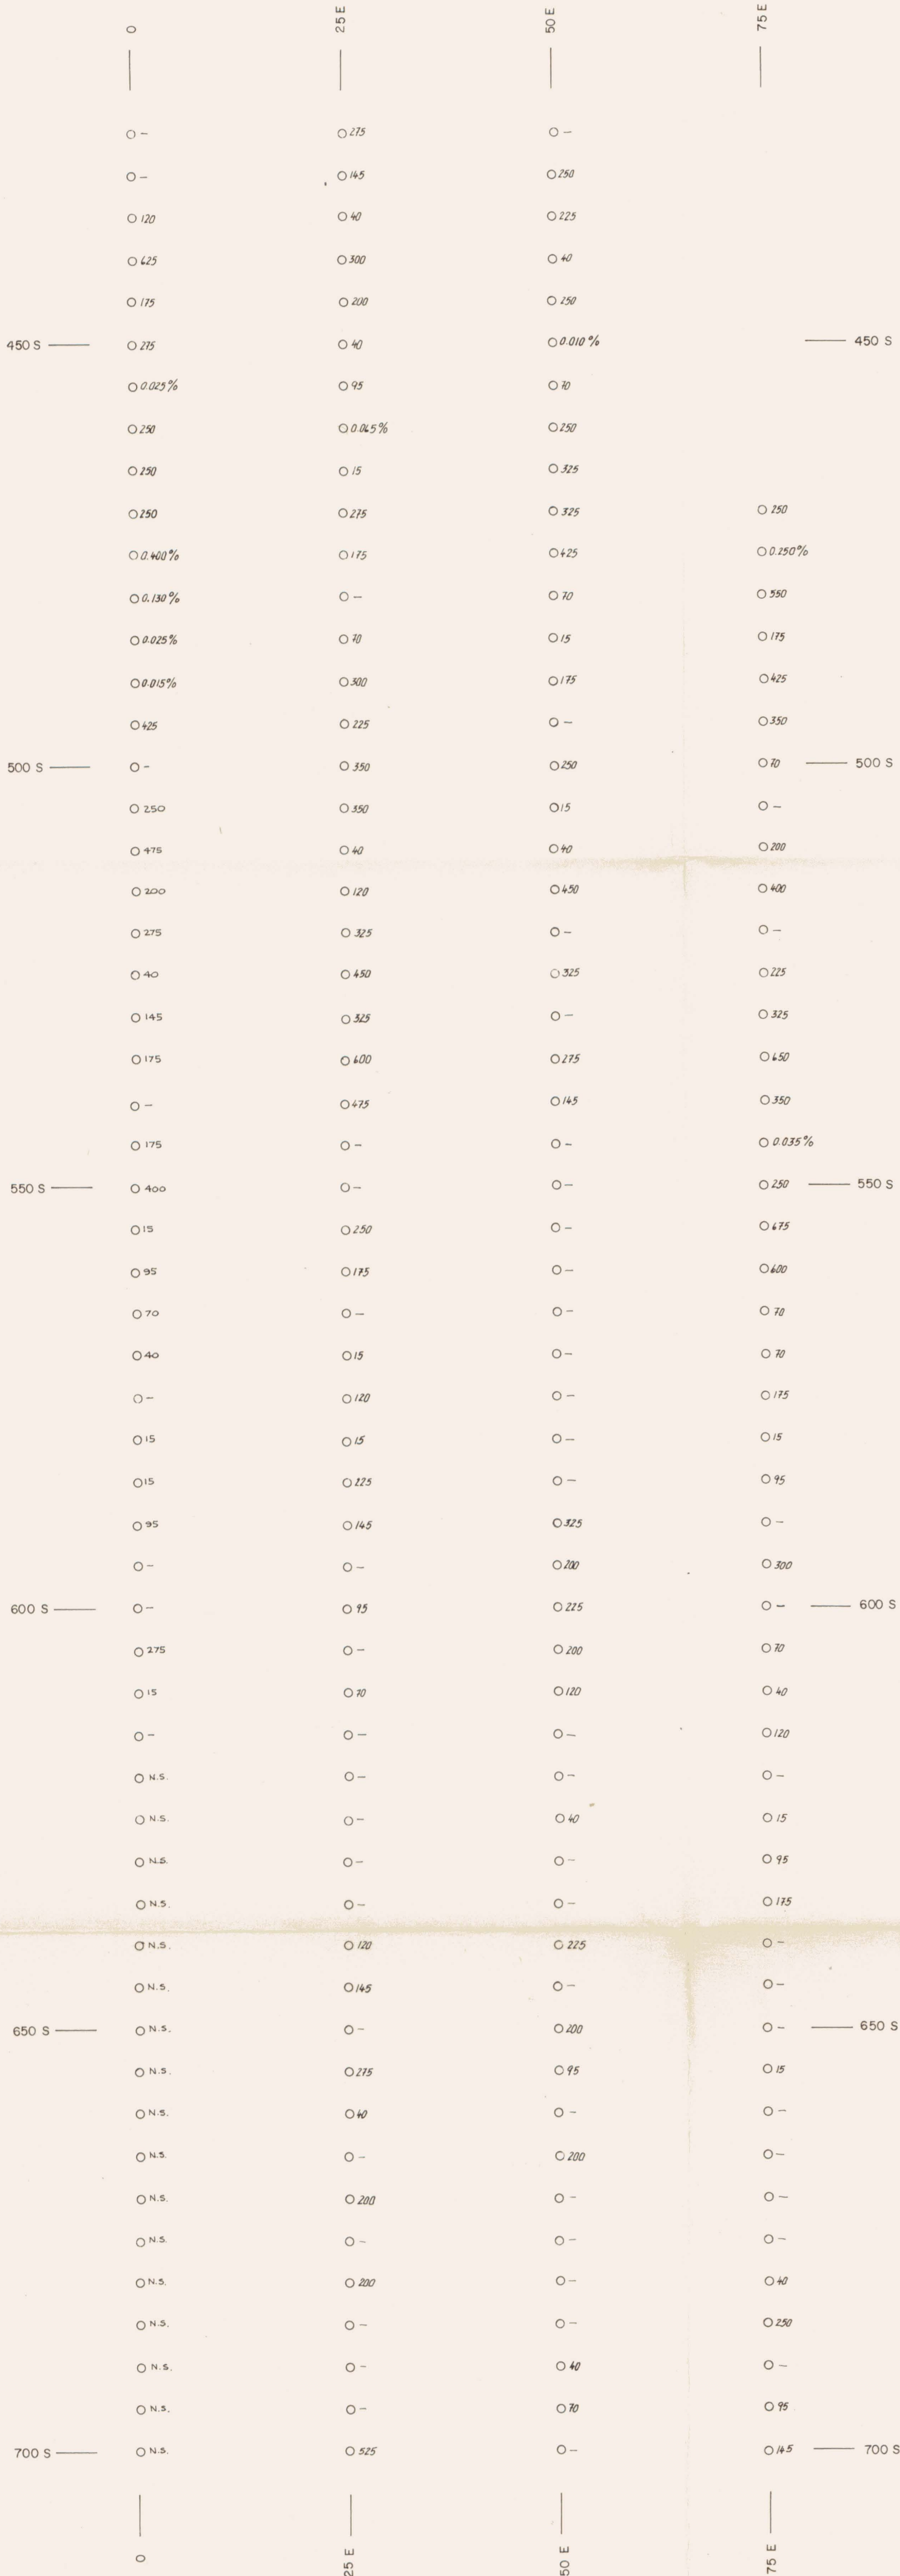 0 25 E 50 E 75 E
– 275 –
– 145 250
120 40 225
625 300 40
175 200 250
450 S 275 40 0.010 % 450 S
0.025 % 95 70
250 0.065 % 250
250 15 325
250 275 325 250
0.400 % 175 425 0.250 %
0.130 % – 70 550
0.025 % 70 15 175
0.015 % 300 175 425
425 225 – 350
500 S – 350 250 70 500 S
250 350 15 –
475 40 40 200
200 120 450 400
275 325 – –
40 450 325 225
145 325 – 325
175 600 275 650
– 475 145 350
175 – – 0.035 %
550 S 400 – – 250 550 S
15 250 – 675
95 175 – 600
70 – – 70
40 15 – 70
– 120 – 175
15 15 – 15
15 225 – 95
95 145 325 –
– – 200 300
600 S – 95 225 – 600 S
275 – 200 70
15 70 120 40
– – – 120
N.S. – – –
N.S. – 40 15
N.S. – – 95
N.S. – – 175
N.S. 120 225 –
N.S. 145 – –
650 S N.S. – 200 – 650 S
N.S. 275 95 15
N.S. 40 – –
N.S. – 200 –
N.S. 200 – –
N.S. – – –
N.S. 200 – 40
N.S. – – 250
N.S. – 40 –
N.S. – 70 95
700 S N.S. 525 – 145 700 S
0 25 E 50 E 75 E